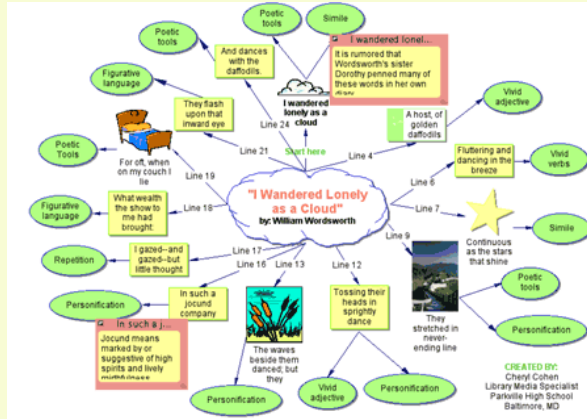 Poetic
tools
Simile
Poetic
tools
And dances
with the
daffodils.
I wandered lonel...
It is rumored that
Wordsworth's sister
Dorothy penned many of
these words in her own
diary
I wandered
lonely as a
cloud
Start here
Figurative
language
They flash
upon that
inward eye
Line 24
Line 21
Line 4
A host, of
golden
daffodils
Vivid
adjective
Poetic
Tools
For oft, when
on my couch I
lie
Line 19
Line 6
Fluttering and
dancing in the
breeze
Vivid
verbs
Figurative
language
What wealth
the show to
me had
brought:
Line 18
"I Wandered Lonely
as a Cloud"
by: William Wordsworth
Line 7
Continuous
as the stars
that shine
Simile
Repetition
I gazed--and
gazed--but
little thought
Line 17
Line 16
Line 13
Line 12
Line 9
They
stretched in
never-
ending line
Poetic
tools
Personification
Personification
In such a
jocund
company
In such a j...
Jocund means
marked by or
suggestive of high
spirits and lively
mirthfulness
The waves
beside them
danced; but
they
Personification
Tossing their
heads in
sprightly
dance
Vivid
adjective
Personification
CREATED BY:
Cheryl Cohen
Library Media Specialist
Parkville High School
Baltimore, MD